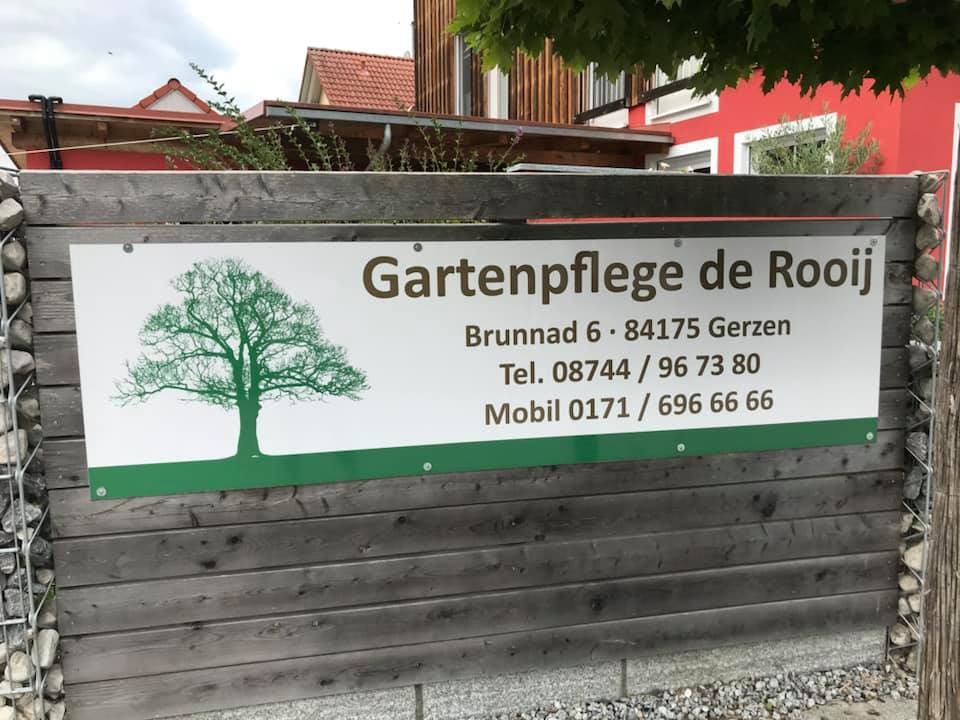 Gartenpflege de Rooij
Brunnad 6 · 84175 Gerzen
Tel. 08744 / 96 73 80
Mobil 0171 / 696 66 66